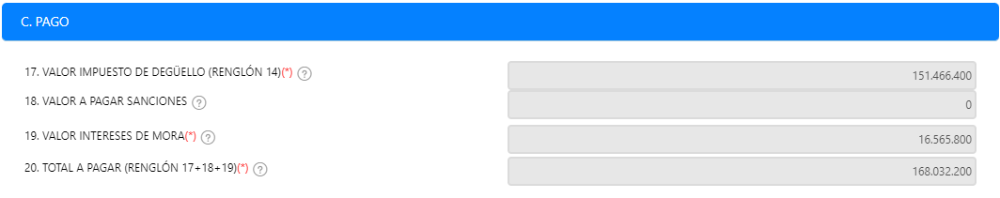 C. PAGO
17. VALOR IMPUESTO DE DEGÜELLO (RENGLÓN 14)(*) ? 151.466.400
18. VALOR A PAGAR SANCIONES ? 0
19. VALOR INTERESES DE MORA(*) ? 16.565.800
20. TOTAL A PAGAR (RENGLÓN 17+18+19)(*) ? 168.032.200